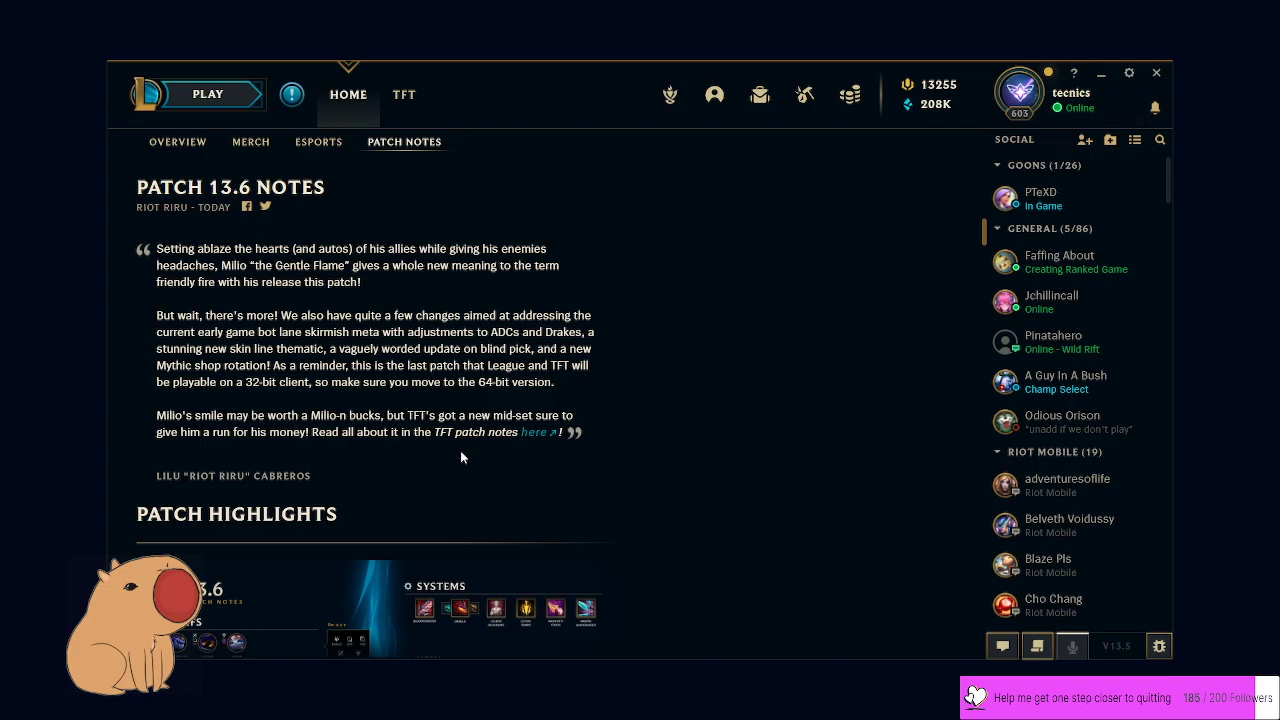 PLAY
HOME
TFT
13255
208K
603
tecnics
Online
?
OVERVIEW
MERCH
ESPORTS
PATCH NOTES
PATCH 13.6 NOTES
RIOT RIRU - TODAY
Setting ablaze the hearts (and autos) of his allies while giving his enemies
headaches, Milio “the Gentle Flame” gives a whole new meaning to the term
friendly fire with his release this patch!
But wait, there's more! We also have quite a few changes aimed at addressing the
current early game bot lane skirmish meta with adjustments to ADCs and Drakes, a
stunning new skin line thematic, a vaguely worded update on blind pick, and a new
Mythic shop rotation! As a reminder, this is the last patch that League and TFT will
be playable on a 32-bit client, so make sure you move to the 64-bit version.
Milio's smile may be worth a Milio-n bucks, but TFT's got a new mid-set sure to
give him a run for his money! Read all about it in the TFT patch notes here ↗ !
LILU "RIOT RIRU" CABREROS
PATCH HIGHLIGHTS
SYSTEMS
SOCIAL
GOONS (1/26)
PTeXD
In Game
GENERAL (5/86)
Faffing About
Creating Ranked Game
Jchillincall
Online
Pinatahero
Online - Wild Rift
A Guy In A Bush
Champ Select
Odious Orison
"unadd if we don't play"
RIOT MOBILE (19)
adventuresoflife
Riot Mobile
Belveth Voidussy
Riot Mobile
Blaze Pls
Riot Mobile
Cho Chang
Riot Mobile
V13.5
Help me get one step closer to quitting
185 / 200 Followers